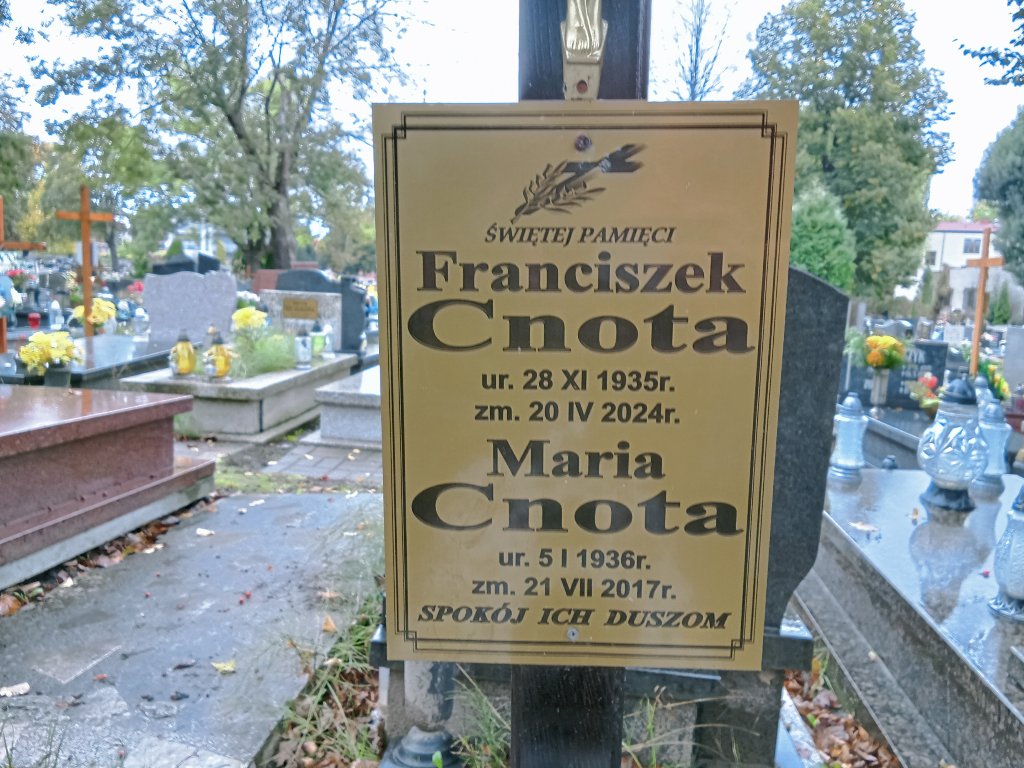 ŚWIĘTEJ PAMIĘCI
Franciszek
Cnota
ur. 28 XI 1935r.
zm. 20 IV 2024r.
Maria
Cnota
ur. 5 I 1936r.
zm. 21 VII 2017r.
SPOKÓJ ICH DUSZOM